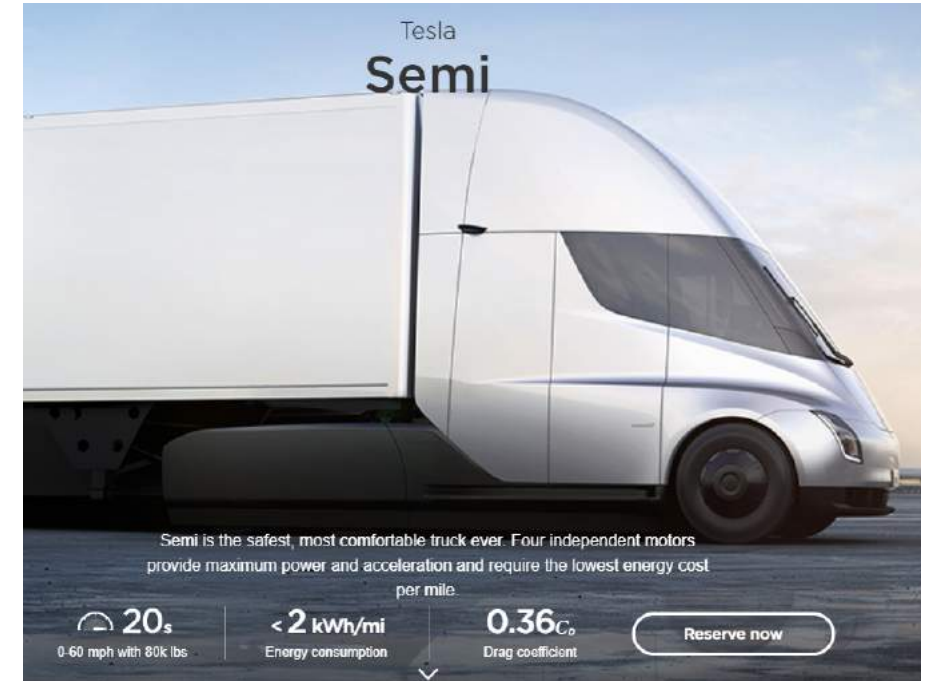 Tesla
Semi
Semi is the safest, most comfortable truck ever. Four independent motors
provide maximum power and acceleration and require the lowest energy cost
per mile.
20s
0-60 mph with 80k lbs
< 2 kWh/mi
Energy consumption
0.36Cₒ
Drag coefficient
Reserve now